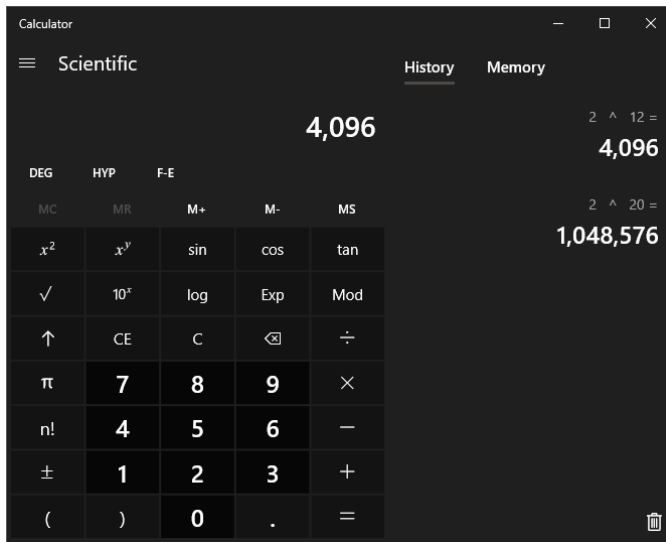 Calculator
Scientific
History Memory
4,096
2 ^ 12 =
4,096
2 ^ 20 =
1,048,576
DEG HYP F-E
MC MR M+ M- MS
x² xʸ sin cos tan
√ 10ˣ log Exp Mod
↑ CE C ⌫ ÷
π 7 8 9 ×
n! 4 5 6 −
± 1 2 3 +
( ) 0 . =